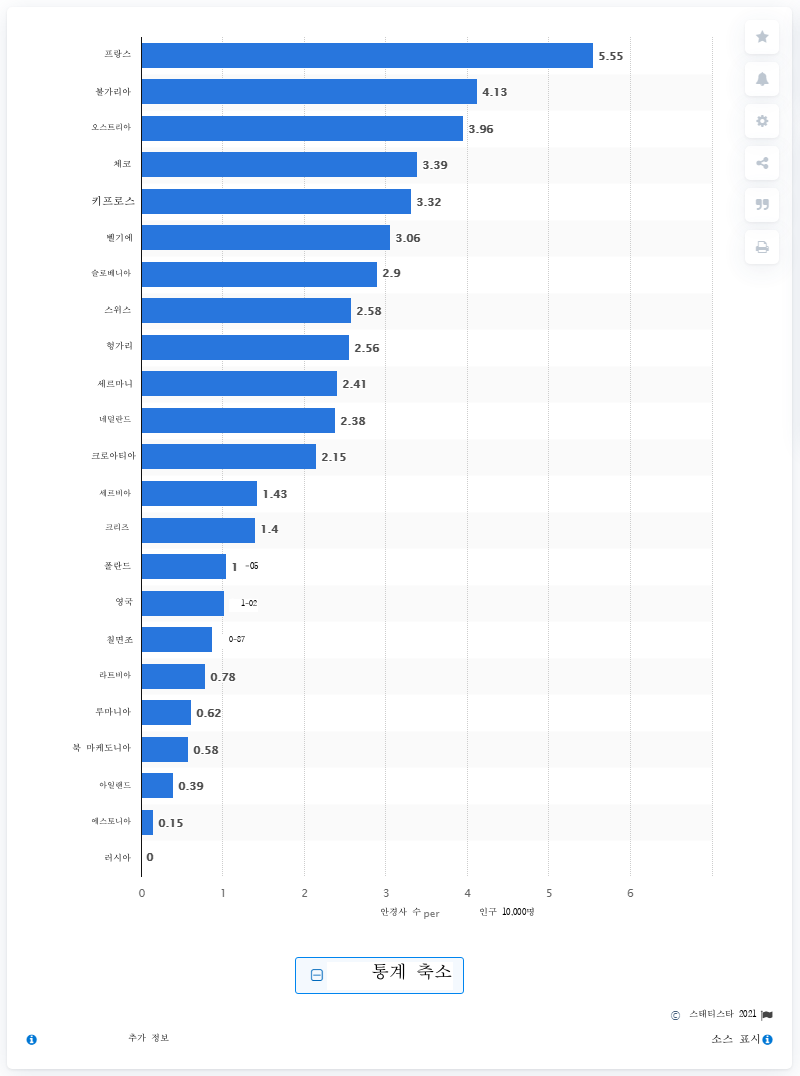 프랑스 5.55
불가리아 4.13
오스트리아 3.96
체코 3.39
키프로스 3.32
벨기에 3.06
슬로베니아 2.9
스위스 2.58
헝가리 2.56
세르마니 2.41
네덜란드 2.38
크로아티아 2.15
세르비아 1.43
크리즈 1.4
폴란드 1 -05
영국 1-02
칠면조 0-87
라트비아 0.78
루마니아 0.62
북 마케도니아 0.58
아일랜드 0.39
에스토니아 0.15
러시아 0
0 1 2 3 4 5 6
안경사 수 per 인구 10,000명
통계 축소
© 스태티스타 2021
추가 정보 소스 표시